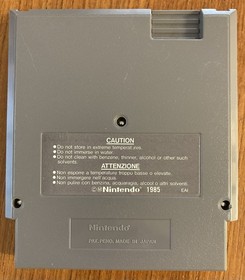 CAUTION
● Do not store in extreme temperatures.
● Do not immerse in water.
● Do not clean with benzene, thinner, alcohol or other such
solvents.
ATTENZIONE
● Non esporre a temperature troppo basse o elevate.
● Non immergere nell'acqua
● Non pulire con benzina, acquaragia, alcool o altri solventi.
©Nintendo 1985
Nintendo
MADE IN JAPAN